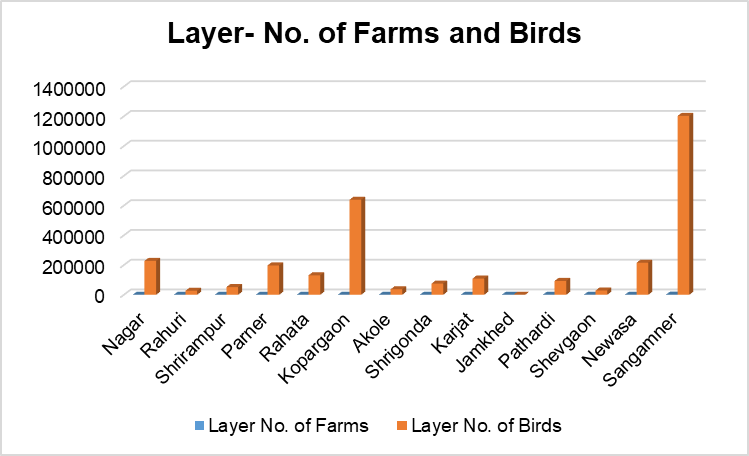 Layer- No. of Farms and Birds
1400000
1200000
1000000
800000
600000
400000
200000
0
Nagar
Rahuri
Shrirampur
Parner
Rahata
Kopargaon
Akole
Shrigonda
Karjat
Jamkhed
Pathardi
Shevgaon
Newasa
Sangamner
Layer No. of Farms
Layer No. of Birds